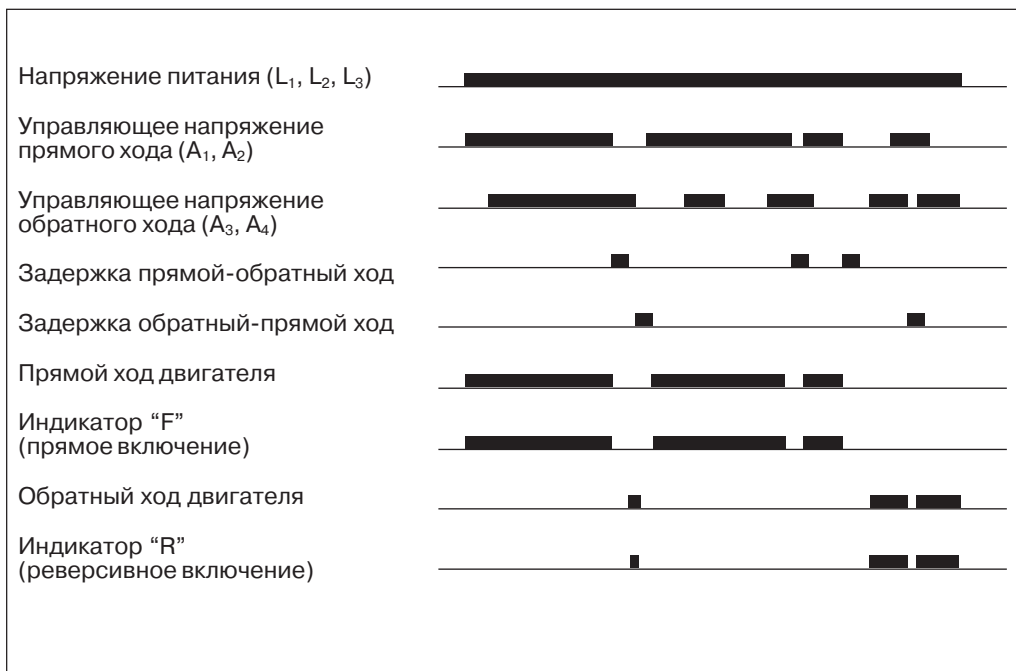 Напряжение питания (L₁, L₂, L₃)
Управляющее напряжение
прямого хода (A₁, A₂)
Управляющее напряжение
обратного хода (A₃, A₄)
Задержка прямой-обратный ход
Задержка обратный-прямой ход
Прямой ход двигателя
Индикатор “F”
(прямое включение)
Обратный ход двигателя
Индикатор “R”
(реверсивное включение)